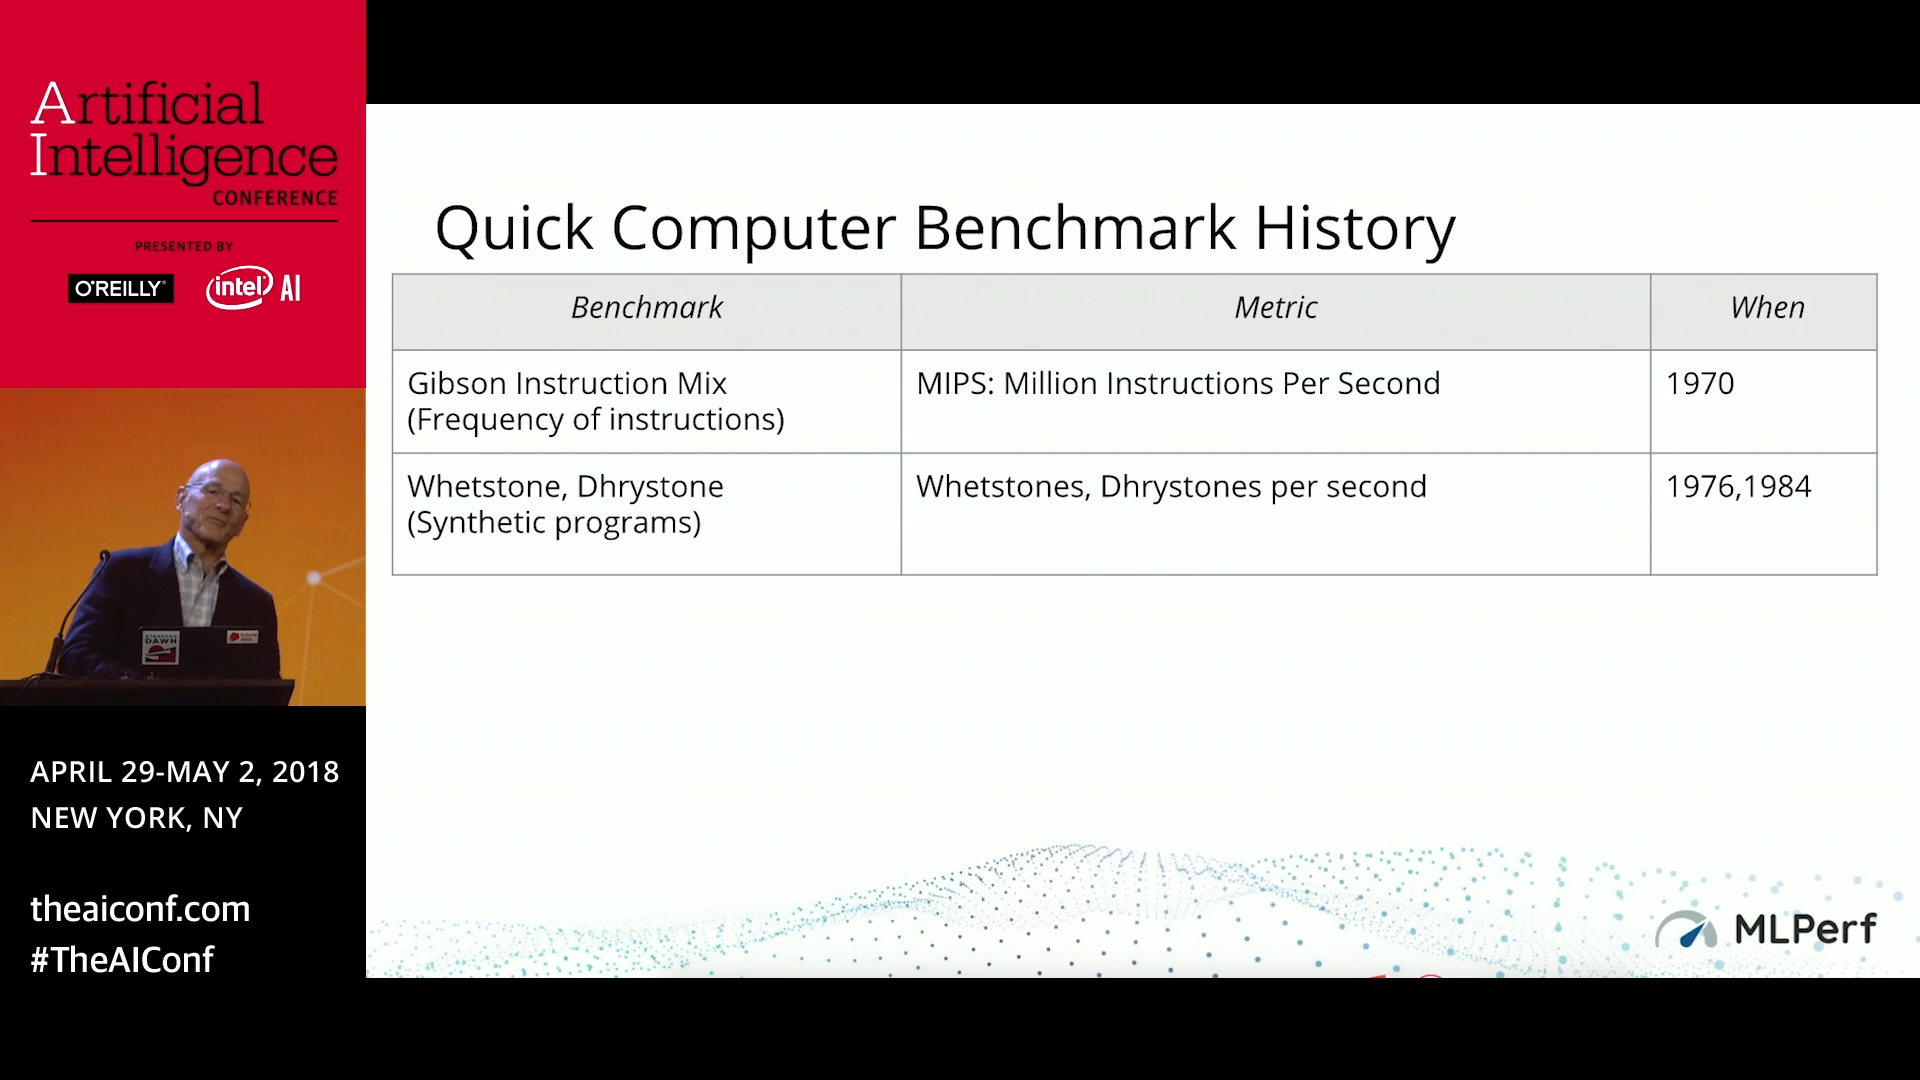 Artificial
Intelligence
CONFERENCE
PRESENTED BY
O'REILLY®
intel AI
STANFORD
DAWN
APRIL 29-MAY 2, 2018
NEW YORK, NY
theaiconf.com
#TheAIConf
Quick Computer Benchmark History
Benchmark Metric When
Gibson Instruction Mix
(Frequency of instructions)
MIPS: Million Instructions Per Second
1970
Whetstone, Dhrystone
(Synthetic programs)
Whetstones, Dhrystones per second
1976,1984
MLPerf